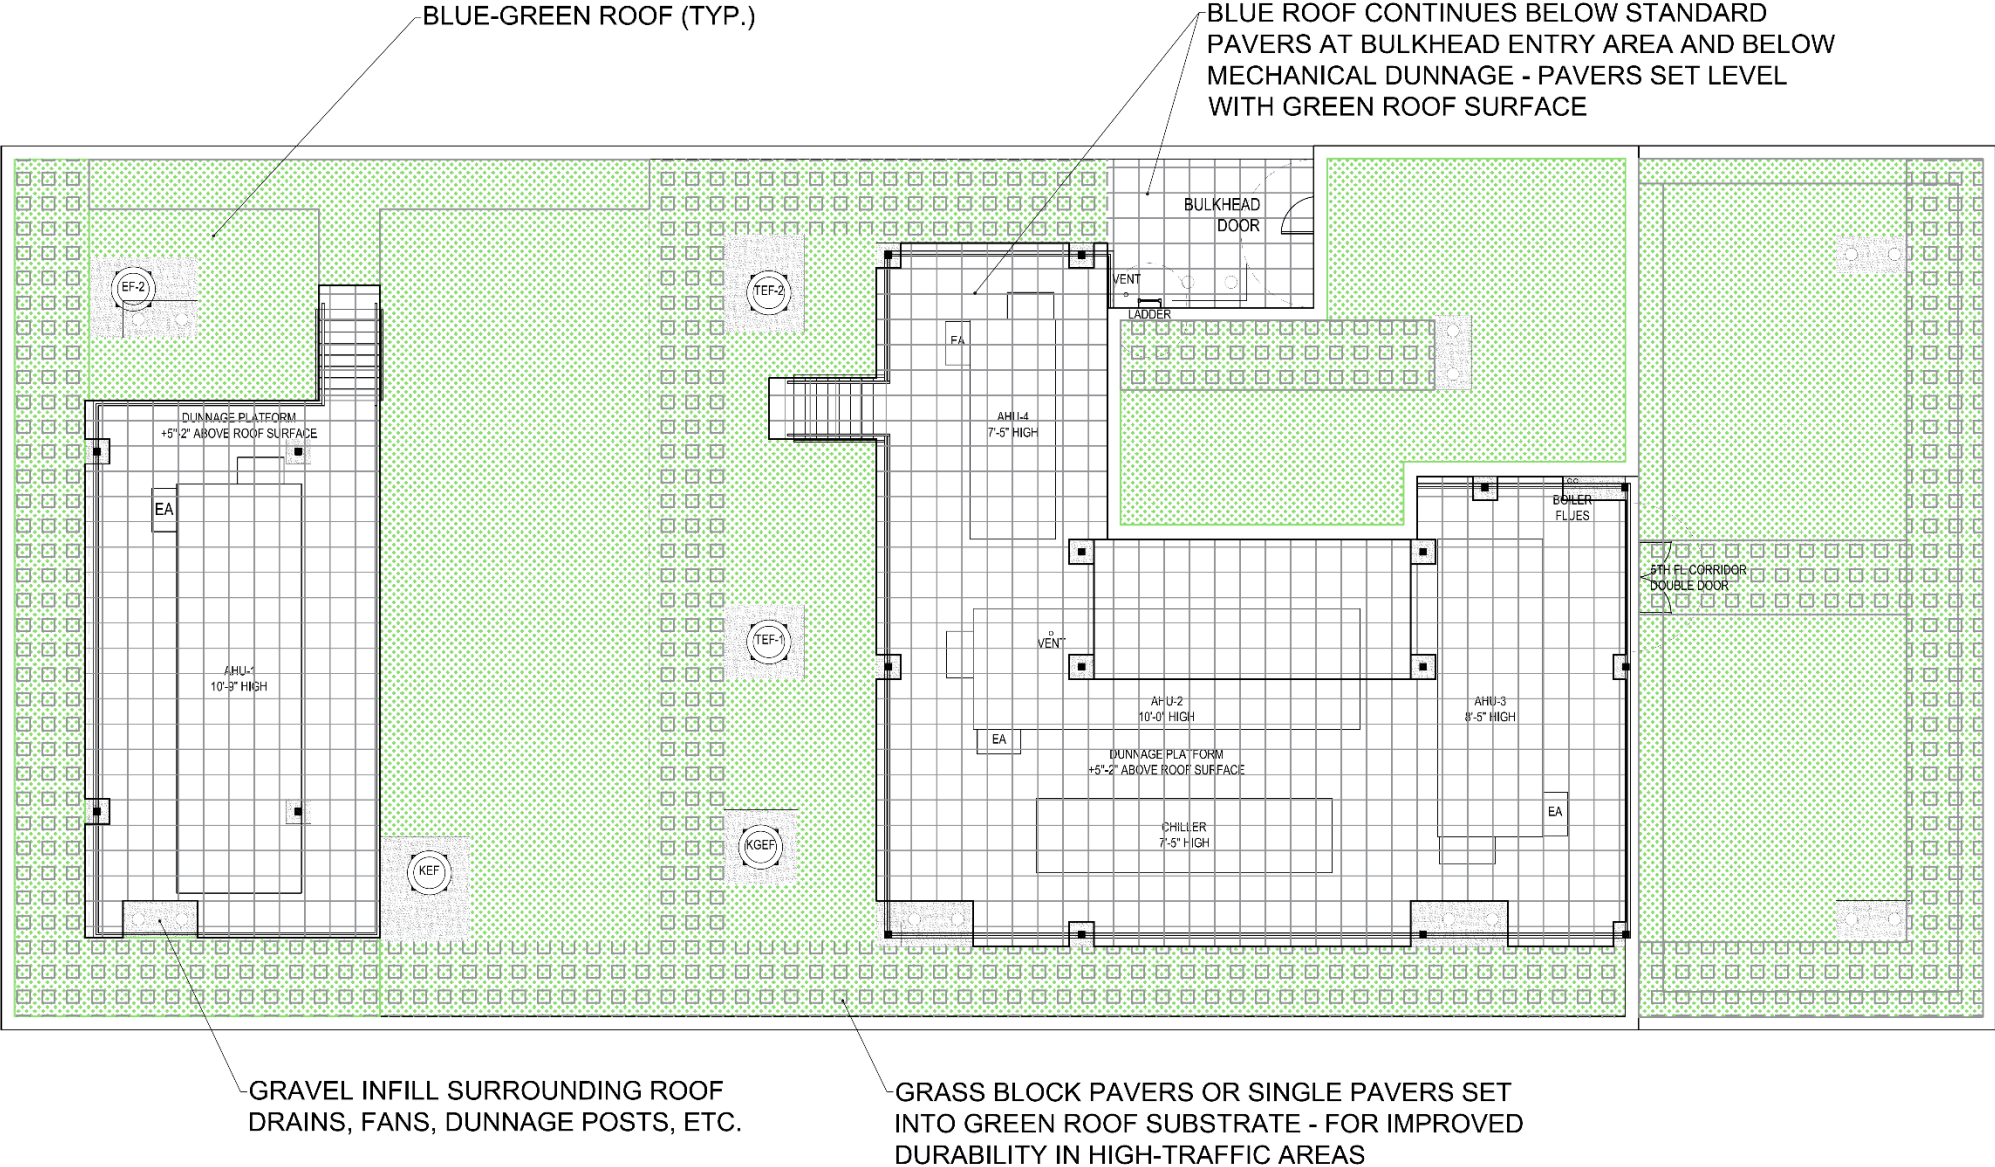 BLUE-GREEN ROOF (TYP.)
BLUE ROOF CONTINUES BELOW STANDARD
PAVERS AT BULKHEAD ENTRY AREA AND BELOW
MECHANICAL DUNNAGE - PAVERS SET LEVEL
WITH GREEN ROOF SURFACE
BULKHEAD
DOOR
EF-2
TEF-2
VENT
LADDER
EA
DUNNAGE PLATFORM
+5"-2" ABOVE ROOF SURFACE
AHU-4
7'-5" HIGH
EA
BOILER
FLUES
5TH FL CORRIDOR
DOUBLE DOOR
TEF-1
VENT
AHU-1
10'-9" HIGH
AHU-2
10'-0" HIGH
AHU-3
8'-5" HIGH
EA
DUNNAGE PLATFORM
+5"-2" ABOVE ROOF SURFACE
CHILLER
7'-5" HIGH
EA
KGEF
KEF
GRAVEL INFILL SURROUNDING ROOF
DRAINS, FANS, DUNNAGE POSTS, ETC.
GRASS BLOCK PAVERS OR SINGLE PAVERS SET
INTO GREEN ROOF SUBSTRATE - FOR IMPROVED
DURABILITY IN HIGH-TRAFFIC AREAS